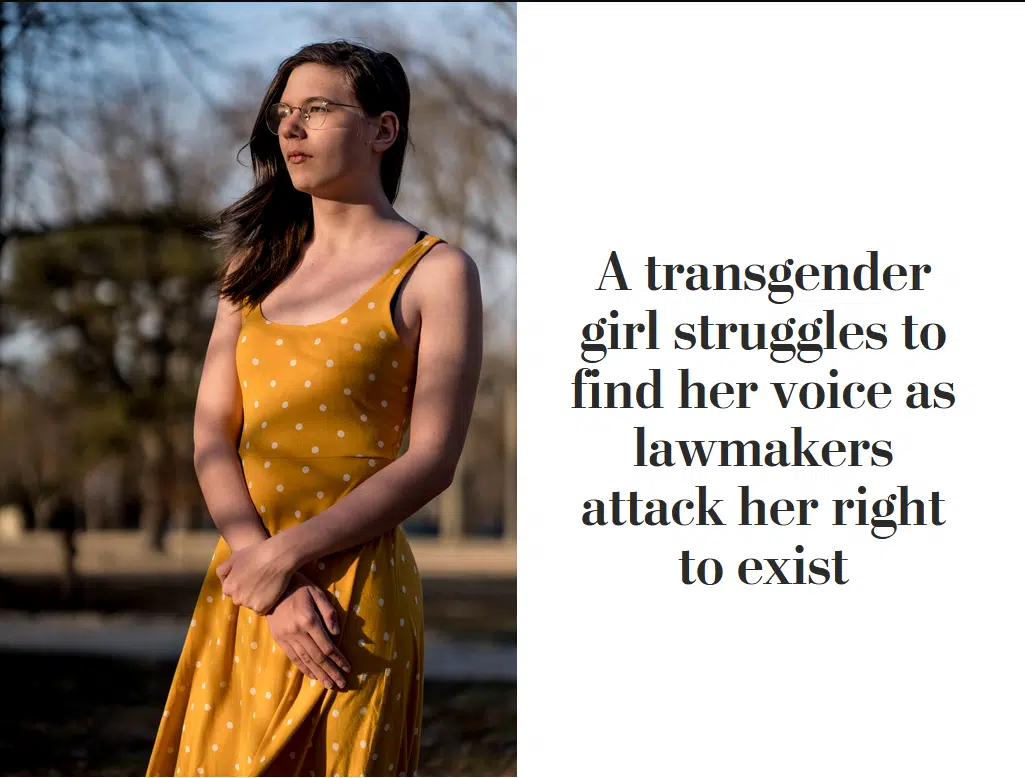 A transgender
girl struggles to
find her voice as
lawmakers
attack her right
to exist